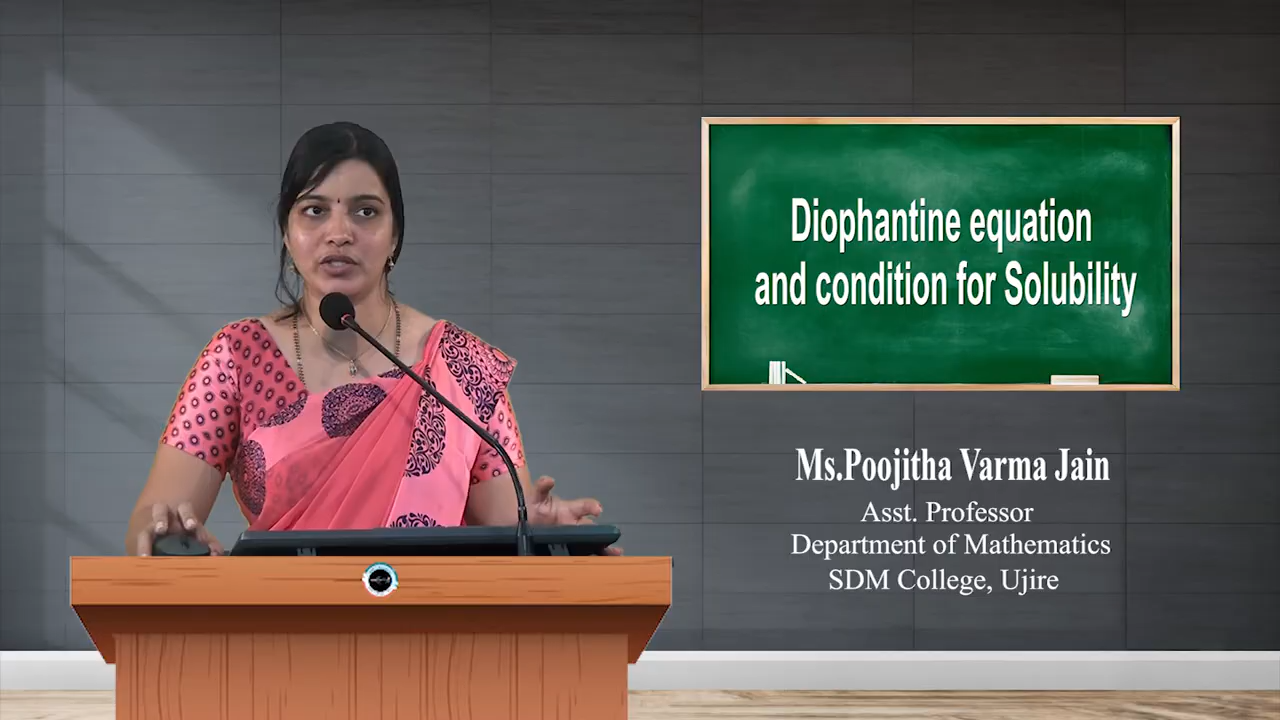 Diophantine equation
and condition for Solubility
Ms.Poojitha Varma Jain
Asst. Professor
Department of Mathematics
SDM College, Ujire